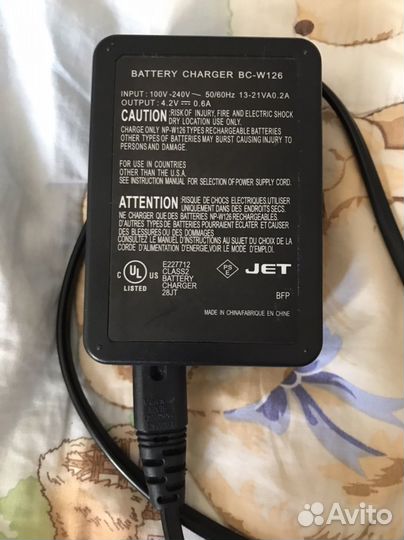 BATTERY CHARGER BC-W126
INPUT: 100V-240V~ 50/60Hz 13-21VA0.2A
OUTPUT: 4.2V⎓0.6A
CAUTION:RISK OF INJURY, FIRE AND ELECTRIC SHOCK
DRY LOCATION USE ONLY.
CHARGE ONLY NP-W126TYPES RECHARGEABLE BATTERIES
OTHER TYPES OF BATTERIES MAY BURST CAUSING INJURY TO
PERSONS AND DAMAGE.
FOR USE IN COUNTRIES
OTHER THAN THE U.S.A.
SEE INSTRUCTION MANUAL FOR SELECTION OF POWER SUPPLY CORD.
ATTENTION:RISQUE DE CHOCS ELECTRIQUES,UTILISER
UNIQUEMENT DANS DES ENDROITS SECS.
NE CHARGER QUE DES BATTERIES NP-W126 RECHARGEABLES.
D'AUTRES TYPES DE BATTERIES POURRAIENT ÉCLATER ET CAUSER
DES BLESSURES OU DES DOMMAGES
CONSULTEZ LE MANUEL D'INSTRUCTIONS AU SUJET DU CHOIX DE LA
CORDE D'ALIMENTATION D'ENERGIE, VOIR LE MODE D'EMPLOI.
C UL US
LISTED
E227712
CLASS2
BATTERY
CHARGER
28JT
PS
E
JET
BFP
MADE IN CHINA/FABRIQUÉ EN CHINE
Avito